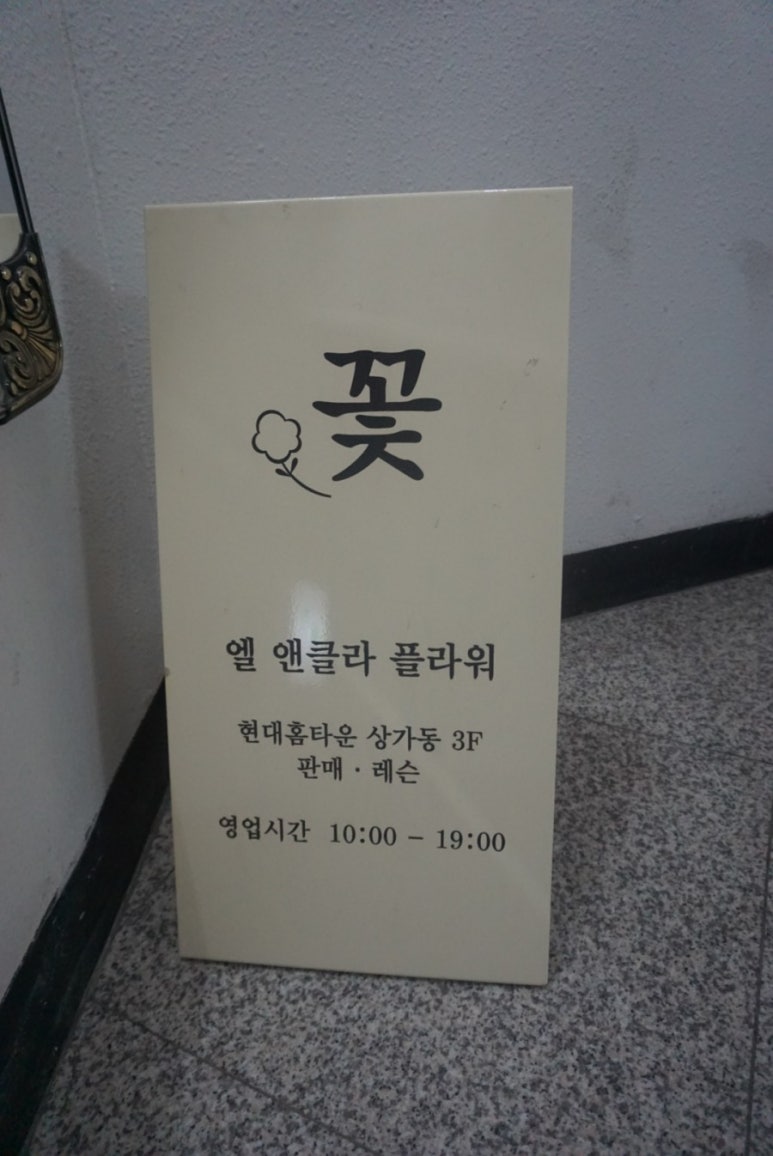 꽃
엘 앤클라 플라워
현대홈타운 상가동 3F
판매 · 레슨
영업시간 10:00 – 19:00